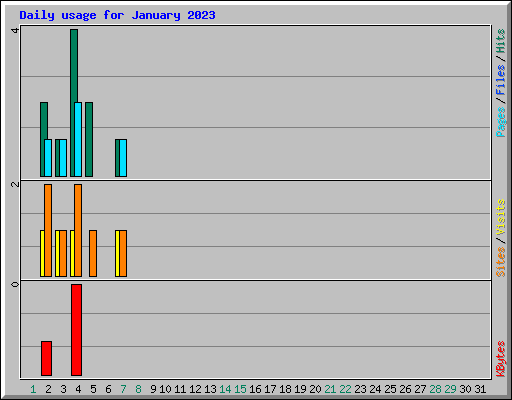 Daily usage for January 2023
4
Pages / Files / Hits
2
Sites / Visits
0
KBytes
1 2 3 4 5 6 7 8 9 10 11 12 13 14 15 16 17 18 19 20 21 22 23 24 25 26 27 28 29 30 31